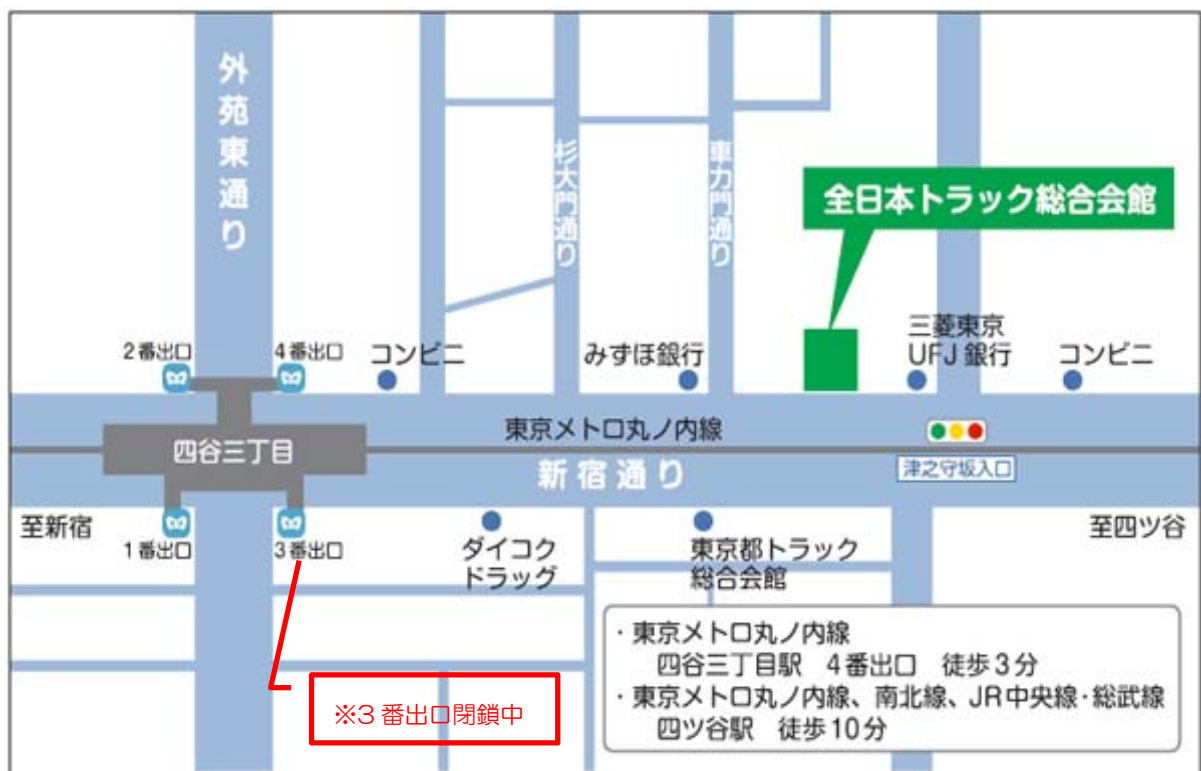 外苑東通り
杉大門通り
車力門通り
全日本トラック総合会館
2番出口
4番出口
コンビニ
みずほ銀行
三菱東京
UFJ銀行
コンビニ
東京メトロ丸ノ内線
四谷三丁目
新宿通り
津之守坂入口
至新宿
1番出口
3番出口
ダイコク
ドラッグ
東京都トラック
総合会館
至四ツ谷
※3番出口閉鎖中
・東京メトロ丸ノ内線
四谷三丁目駅 4番出口 徒歩3分
・東京メトロ丸ノ内線、南北線、JR中央線・総武線
四ツ谷駅 徒歩10分